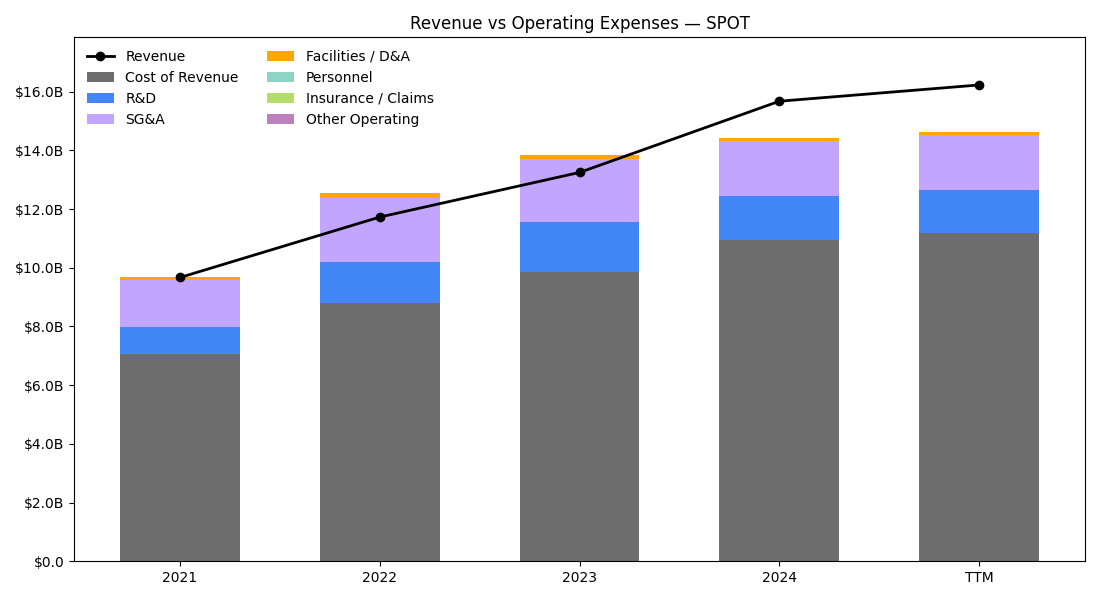 Revenue vs Operating Expenses — SPOT
Revenue
Cost of Revenue
R&D
SG&A
Facilities / D&A
Personnel
Insurance / Claims
Other Operating
$16.0B
$14.0B
$12.0B
$10.0B
$8.0B
$6.0B
$4.0B
$2.0B
$0.0
2021 2022 2023 2024 TTM